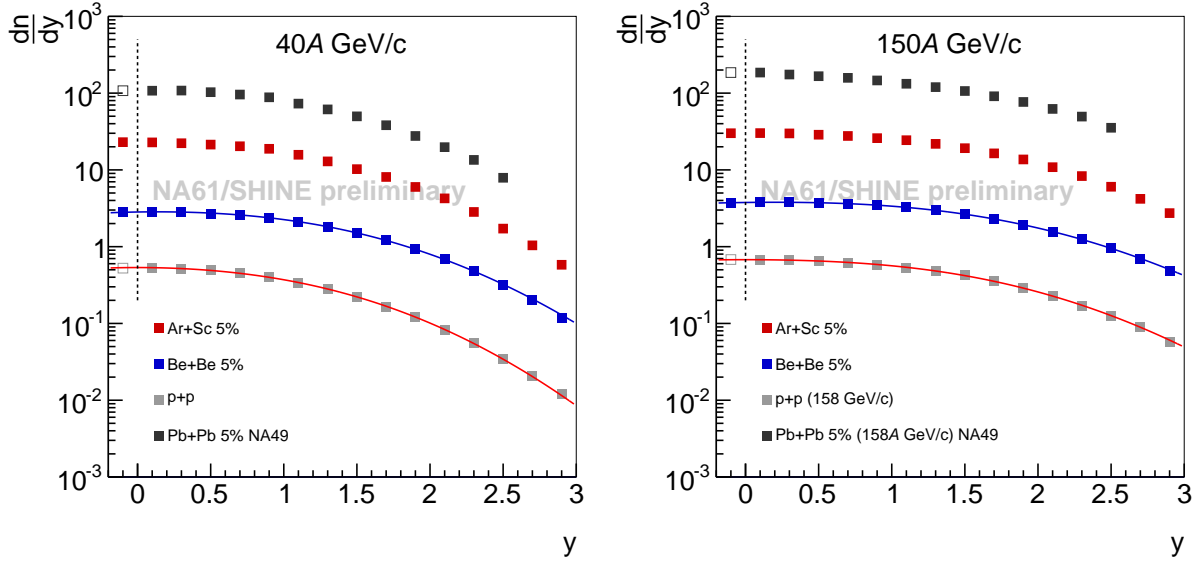 dn
dy
40A GeV/c
10³
10²
10
1
10⁻¹
10⁻²
10⁻³
NA61/SHINE preliminary
Ar+Sc 5%
Be+Be 5%
p+p
Pb+Pb 5% NA49
0 0.5 1 1.5 2 2.5 3
y
dn
dy
150A GeV/c
10³
10²
10
1
10⁻¹
10⁻²
10⁻³
NA61/SHINE preliminary
Ar+Sc 5%
Be+Be 5%
p+p (158 GeV/c)
Pb+Pb 5% (158A GeV/c) NA49
0 0.5 1 1.5 2 2.5 3
y